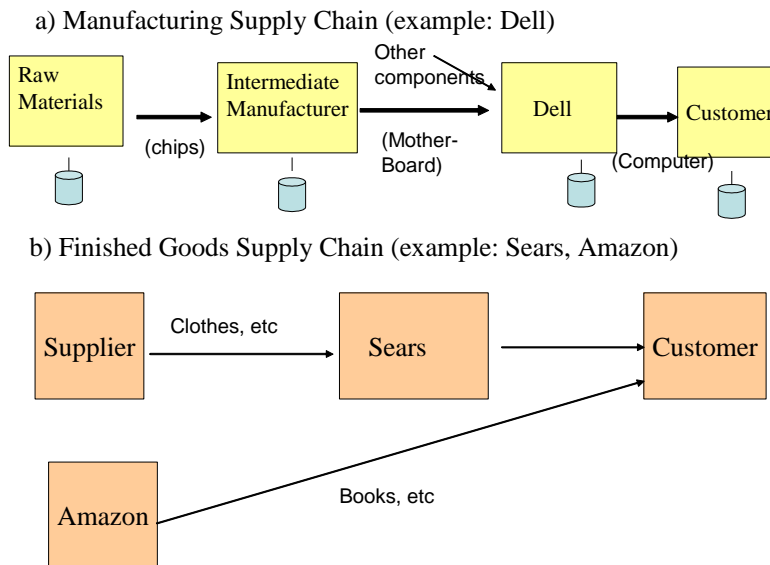 a) Manufacturing Supply Chain (example: Dell)
Raw
Materials
(chips)
Intermediate
Manufacturer
Other
components
(Mother-
Board)
Dell
(Computer)
Customer
b) Finished Goods Supply Chain (example: Sears, Amazon)
Supplier
Clothes, etc
Sears
Customer
Amazon
Books, etc